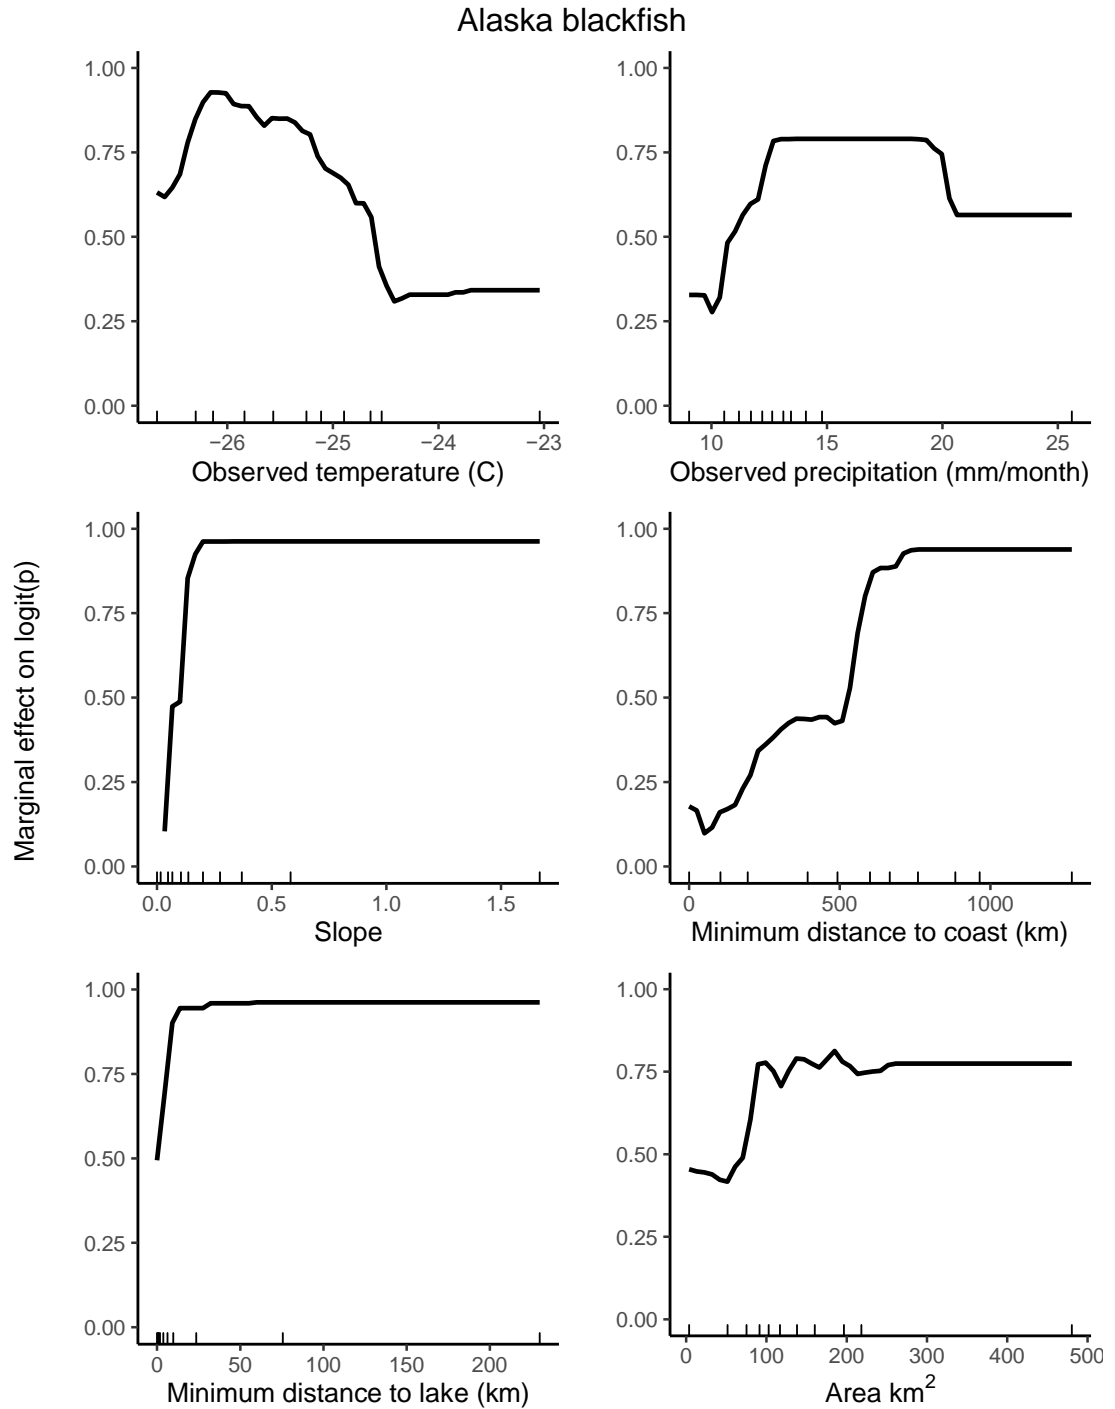 Alaska blackfish
Marginal effect on logit(p)
1.00
0.75
0.50
0.25
0.00
−26 −25 −24 −23
Observed temperature (C)
1.00
0.75
0.50
0.25
0.00
10 15 20 25
Observed precipitation (mm/month)
1.00
0.75
0.50
0.25
0.00
0.0 0.5 1.0 1.5
Slope
1.00
0.75
0.50
0.25
0.00
0 500 1000
Minimum distance to coast (km)
1.00
0.75
0.50
0.25
0.00
0 50 100 150 200
Minimum distance to lake (km)
1.00
0.75
0.50
0.25
0.00
0 100 200 300 400 500
Area km²